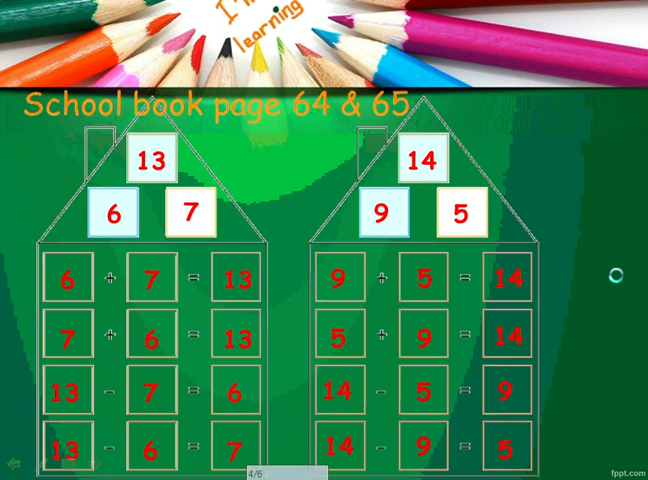 I'm
learning
School book page 64 & 65
13
6 7
6 + 7 = 13
7 + 6 = 13
13 - 7 = 6
13 - 6 = 7
14
9 5
9 + 5 = 14
5 + 9 = 14
14 - 5 = 9
14 - 9 = 5
4/6
fppt.com